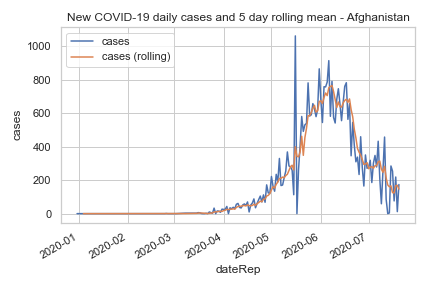 New COVID-19 daily cases and 5 day rolling mean - Afghanistan
cases
cases (rolling)
1000
800
600
400
200
0
cases
2020-01
2020-02
2020-03
2020-04
2020-05
2020-06
2020-07
dateRep